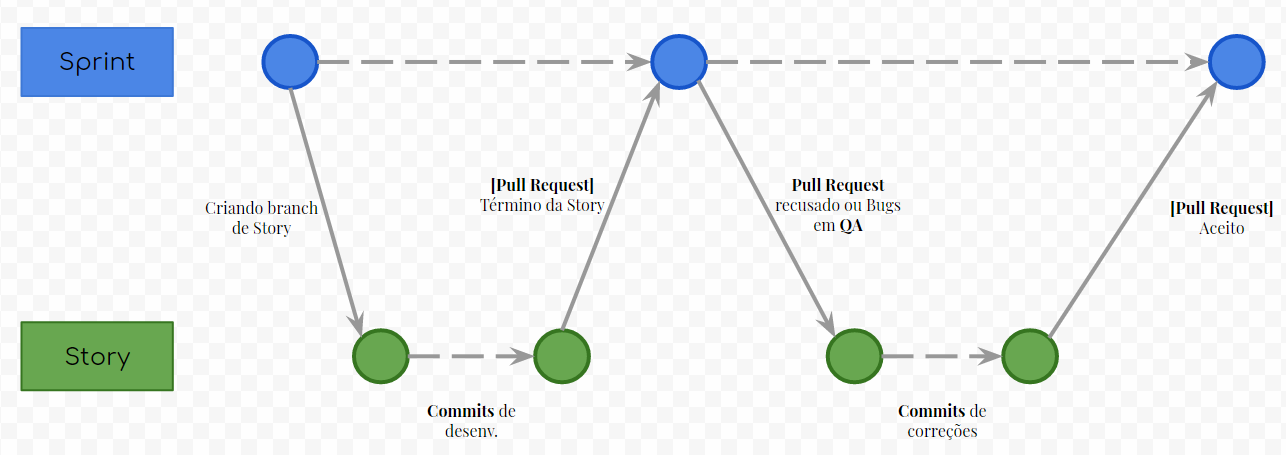 Sprint
Criando branch
de Story
[Pull Request]
Término da Story
Pull Request
recusado ou Bugs
em QA
[Pull Request]
Aceito
Story
Commits de
desenv.
Commits de
correções